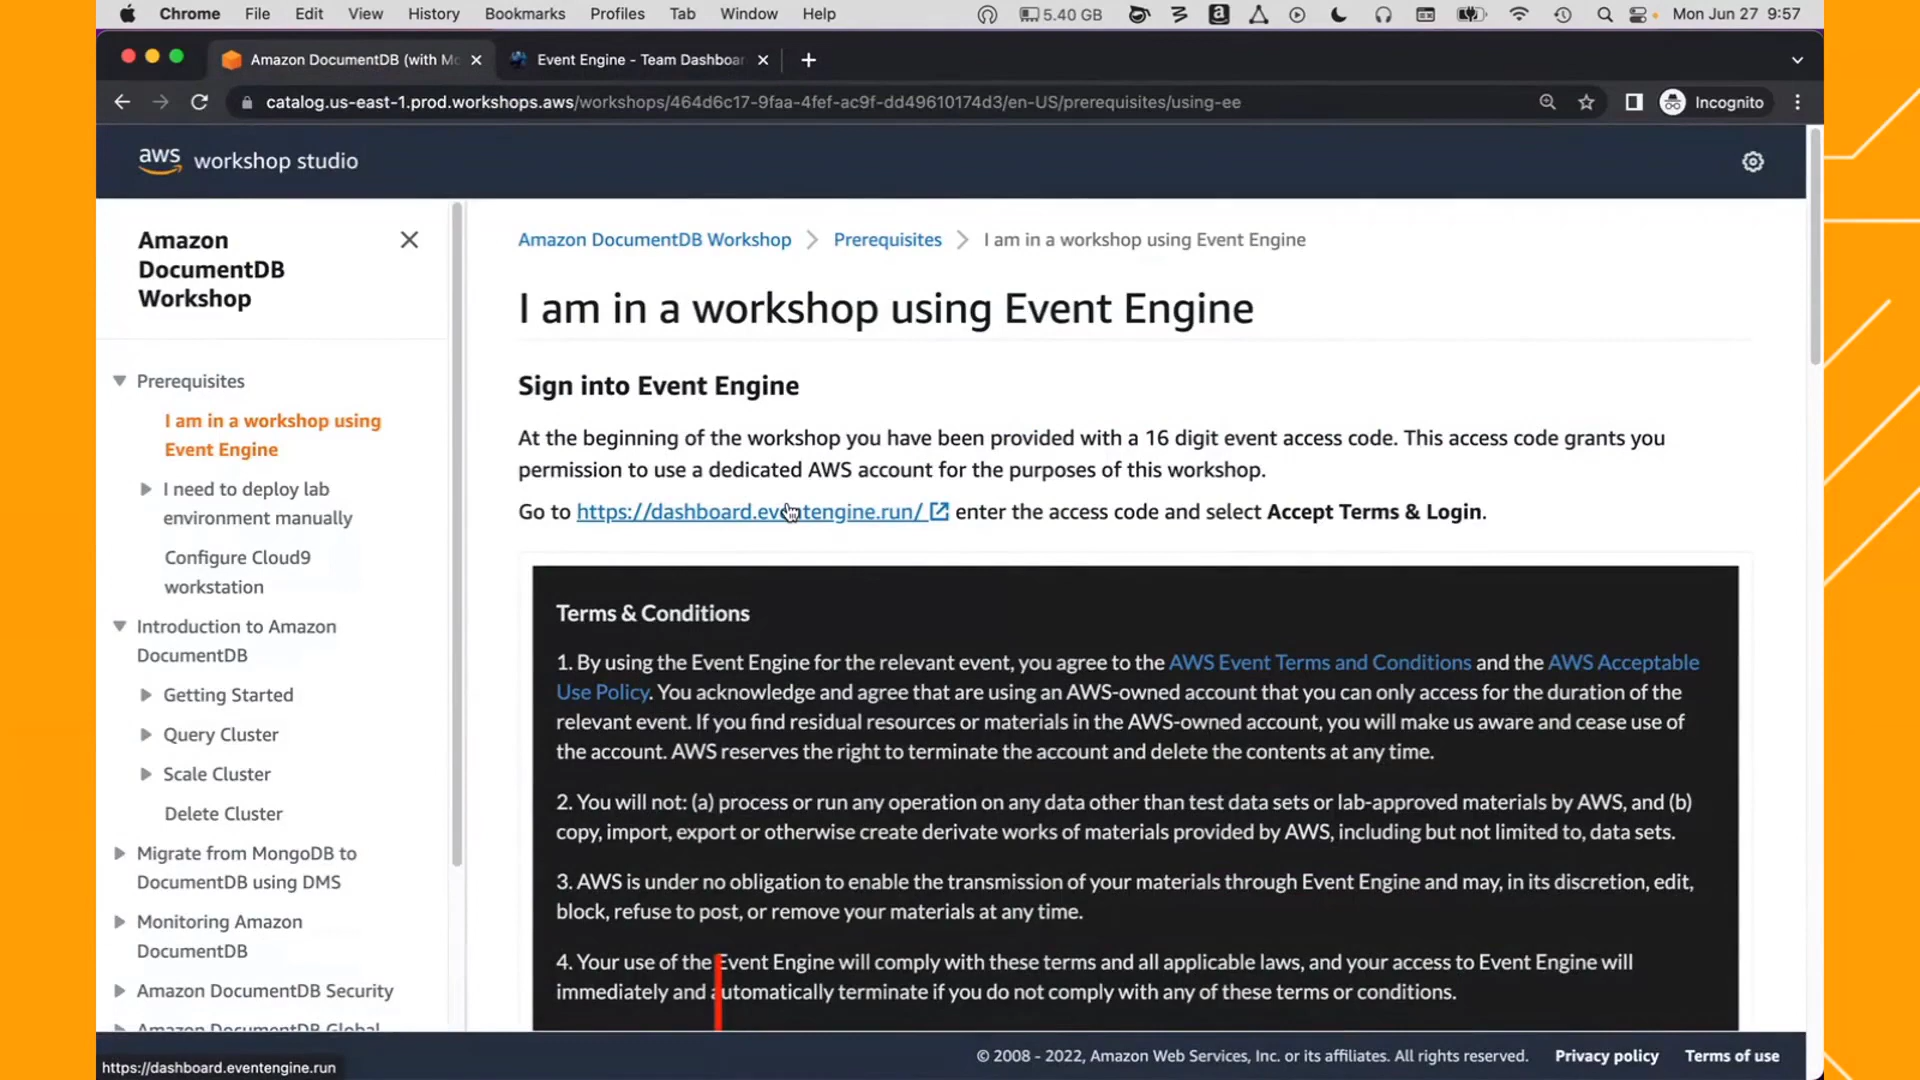 Chrome File Edit View History Bookmarks Profiles Tab Window Help 5.40 GB Mon Jun 27 9:57
Amazon DocumentDB (with Mo
Event Engine - Team Dashboar
catalog.us-east-1.prod.workshops.aws/workshops/464d6c17-9faa-4fef-ac9f-dd49610174d3/en-US/prerequisites/using-ee
Incognito
aws workshop studio
Amazon
DocumentDB
Workshop
Prerequisites
I am in a workshop using
Event Engine
I need to deploy lab
environment manually
Configure Cloud9
workstation
Introduction to Amazon
DocumentDB
Getting Started
Query Cluster
Scale Cluster
Delete Cluster
Migrate from MongoDB to
DocumentDB using DMS
Monitoring Amazon
DocumentDB
Amazon DocumentDB Security
Amazon DocumentDB Global
Amazon DocumentDB Workshop > Prerequisites > I am in a workshop using Event Engine
I am in a workshop using Event Engine
Sign into Event Engine
At the beginning of the workshop you have been provided with a 16 digit event access code. This access code grants you
permission to use a dedicated AWS account for the purposes of this workshop.
Go to https://dashboard.eventengine.run/ enter the access code and select Accept Terms & Login.
Terms & Conditions
1. By using the Event Engine for the relevant event, you agree to the AWS Event Terms and Conditions and the AWS Acceptable
Use Policy. You acknowledge and agree that are using an AWS-owned account that you can only access for the duration of the
relevant event. If you find residual resources or materials in the AWS-owned account, you will make us aware and cease use of
the account. AWS reserves the right to terminate the account and delete the contents at any time.
2. You will not: (a) process or run any operation on any data other than test data sets or lab-approved materials by AWS, and (b)
copy, import, export or otherwise create derivate works of materials provided by AWS, including but not limited to, data sets.
3. AWS is under no obligation to enable the transmission of your materials through Event Engine and may, in its discretion, edit,
block, refuse to post, or remove your materials at any time.
4. Your use of the Event Engine will comply with these terms and all applicable laws, and your access to Event Engine will
immediately and automatically terminate if you do not comply with any of these terms or conditions.
© 2008 - 2022, Amazon Web Services, Inc. or its affiliates. All rights reserved. Privacy policy Terms of use
https://dashboard.eventengine.run